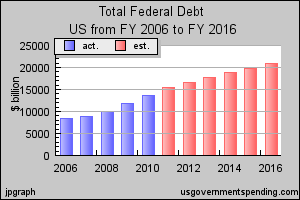 Total Federal Debt
US from FY 2006 to FY 2016
act. est.
$ billion
25000
20000
15000
10000
5000
0
2006 2008 2010 2012 2014 2016
jpgraph usgovernmentspending.com